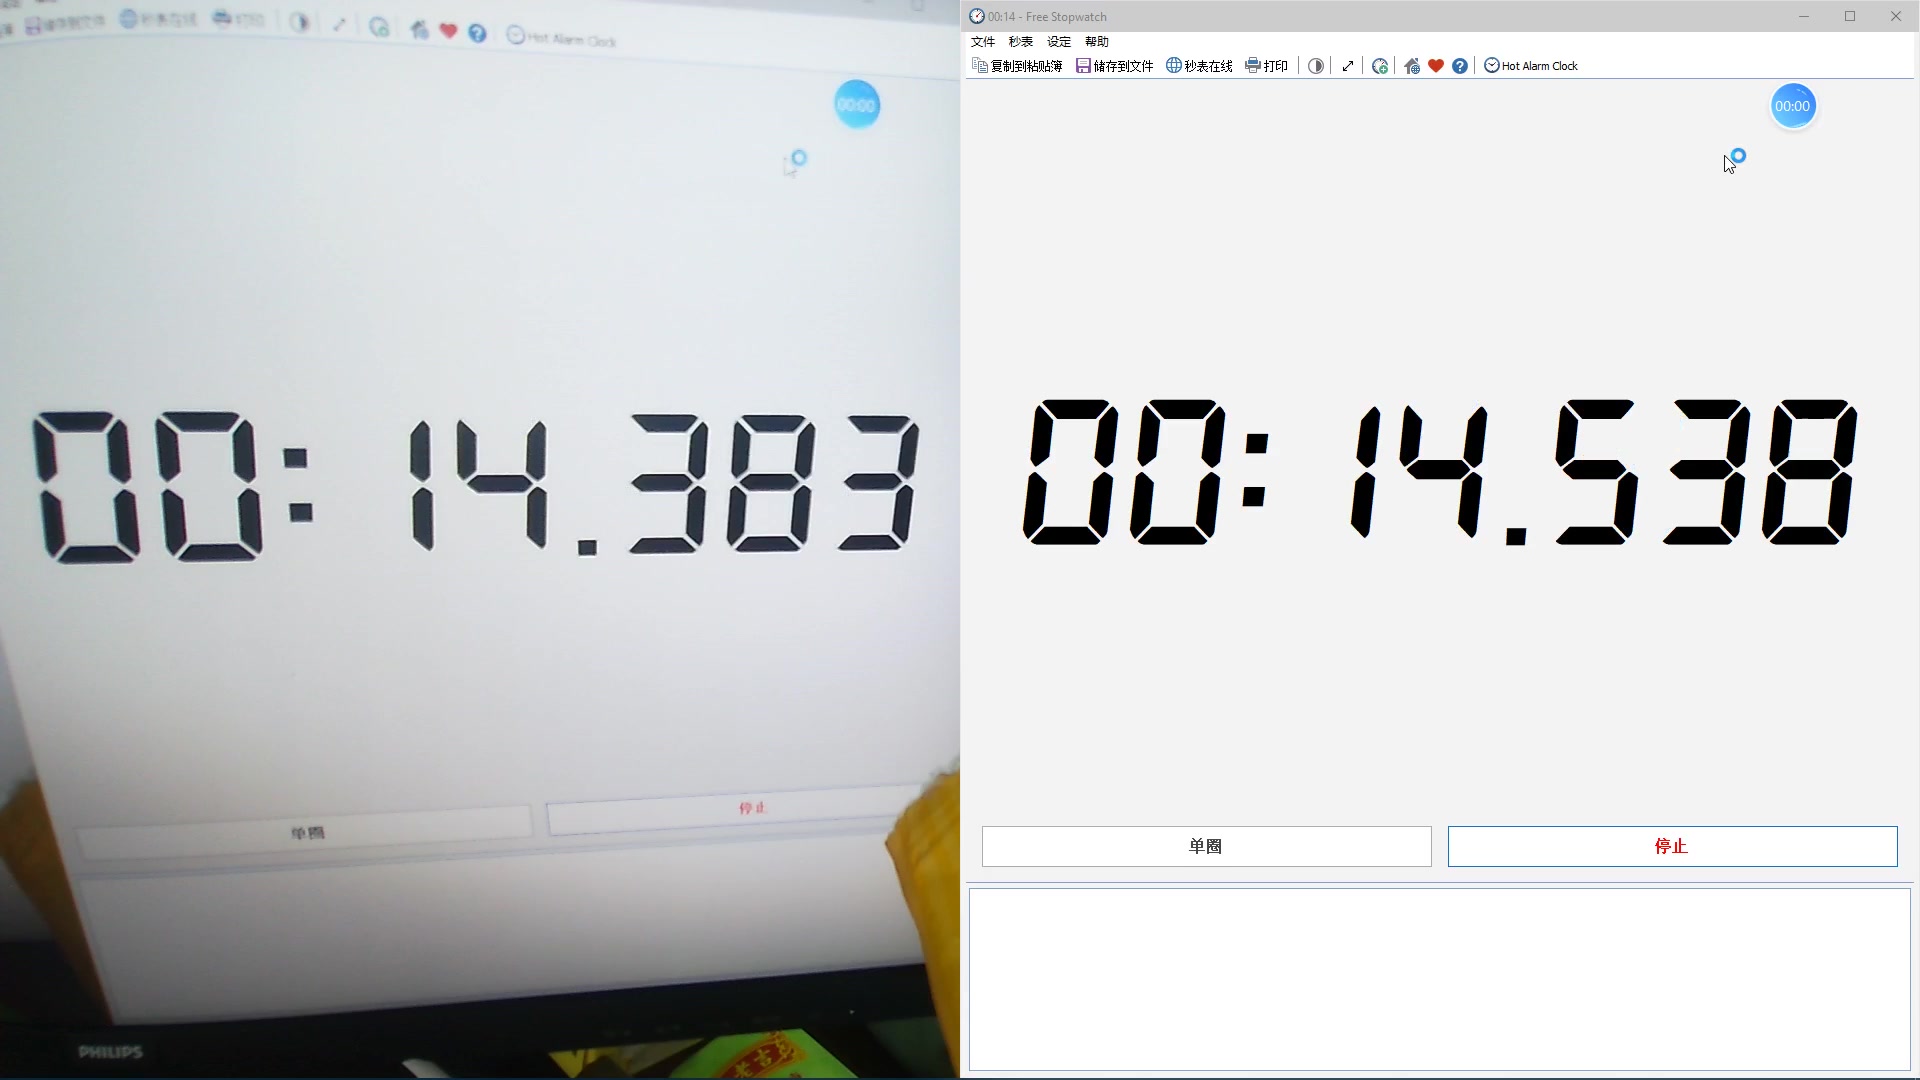 储存到文件 秒表在线 打印 Hot Alarm Clock
00:00
00:14.383
单圈 停止
PHILIPS
老吉
00:14 - Free Stopwatch
文件 秒表 设定 帮助
复制到粘贴簿 储存到文件 秒表在线 打印 Hot Alarm Clock
00:00
00:14.538
单圈 停止